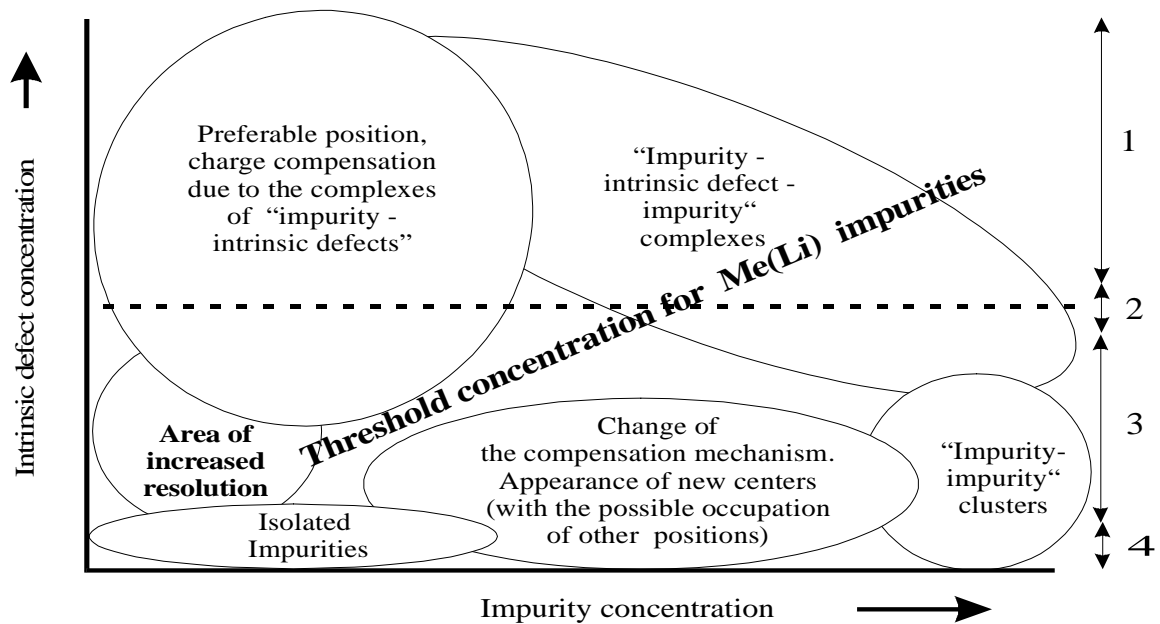 Intrinsic defect concentration
Preferable position,
charge compensation
due to the complexes
of “impurity -
intrinsic defects”
“Impurity -
intrinsic defect -
impurity“
complexes
Threshold concentration for Me(Li) impurities
Area of
increased
resolution
Isolated
Impurities
Change of
the compensation mechanism.
Appearance of new centers
(with the possible occupation
of other positions)
“Impurity-
impurity“
clusters
1
2
3
4
Impurity concentration